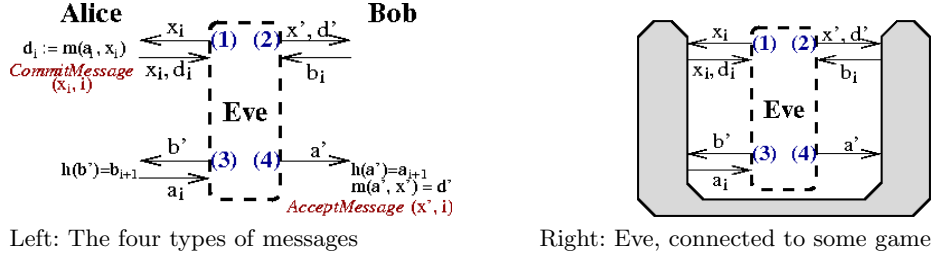 Alice
Bob
x_i
(1) (2)
x', d'
d_i := m(a_i, x_i)
CommitMessage
(x_i, i)
x_i, d_i
b_i
Eve
b'
(3) (4)
a'
h(b')=b_{i+1}
a_i
h(a')=a_{i+1}
m(a', x') = d'
AcceptMessage (x', i)
x_i
(1) (2)
x', d'
x_i, d_i
b_i
Eve
b'
(3) (4)
a'
a_i
Left: The four types of messages
Right: Eve, connected to some game